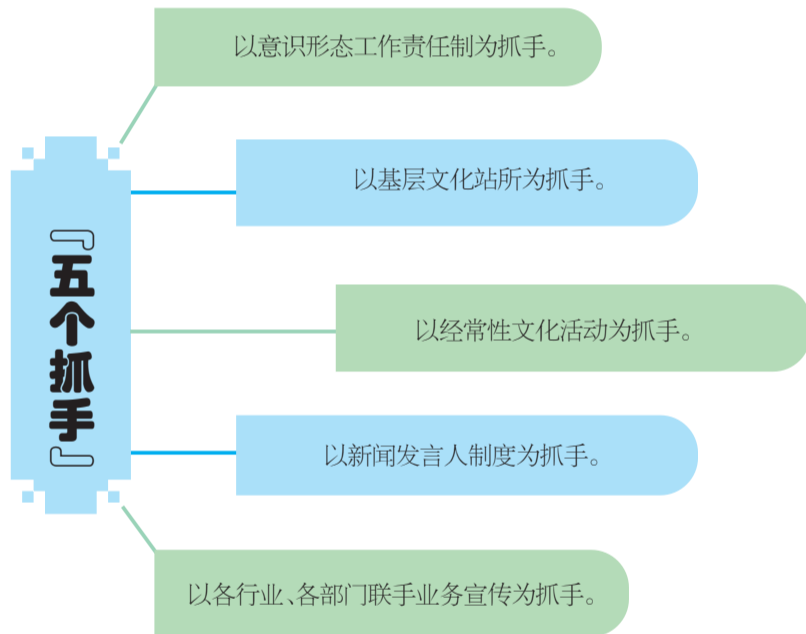 『五个抓手』
以意识形态工作责任制为抓手。
以基层文化站所为抓手。
以经常性文化活动为抓手。
以新闻发言人制度为抓手。
以各行业、各部门联手业务宣传为抓手。